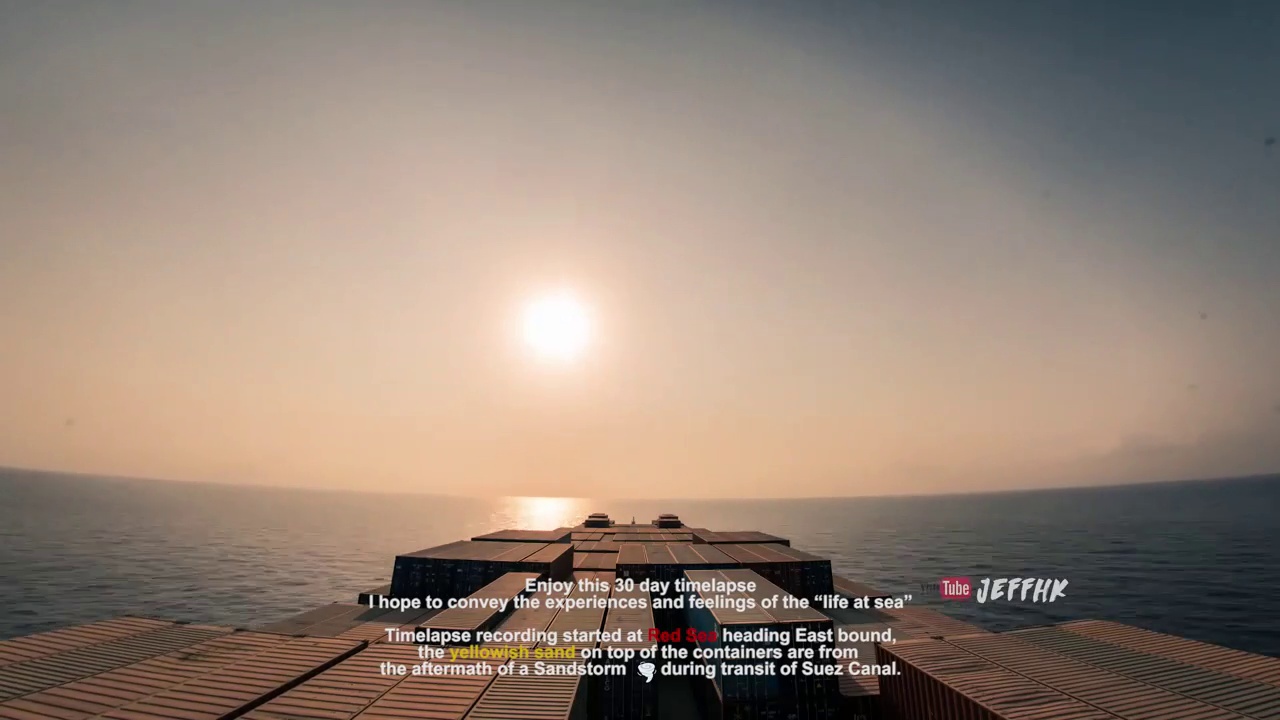 Enjoy this 30 day timelapse
I hope to convey the experiences and feelings of the “life at sea”
You Tube JEFFHK
Timelapse recording started at Red Sea heading East bound,
the yellowish sand on top of the containers are from
the aftermath of a Sandstorm during transit of Suez Canal.